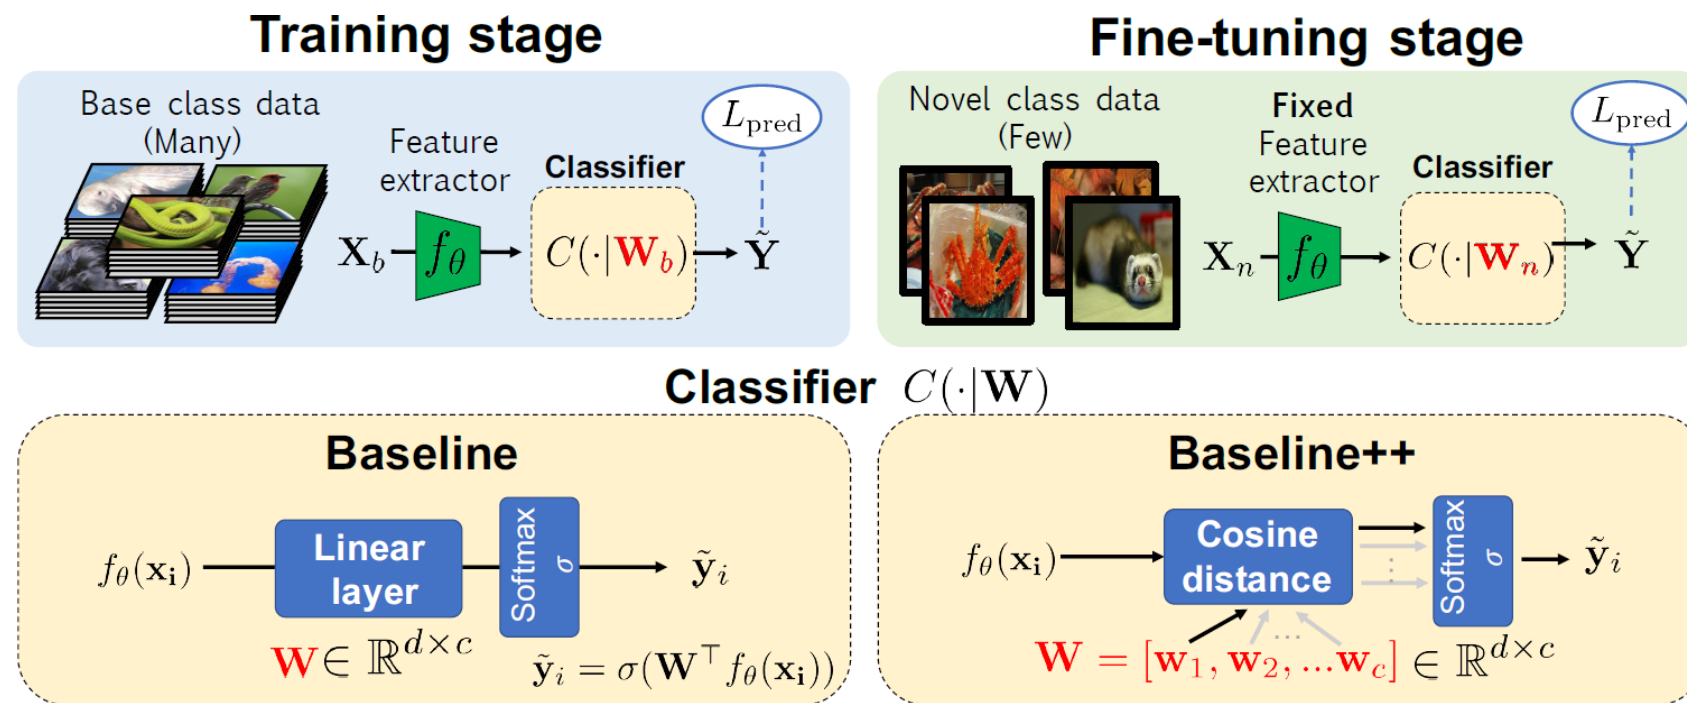 Training stage
Base class data
(Many)
Feature
extractor
Classifier
L_pred
X_b
f_θ
C(·|W_b)
Ỹ
Fine-tuning stage
Novel class data
(Few)
Fixed
Feature
extractor
Classifier
L_pred
X_n
f_θ
C(·|W_n)
Ỹ
Classifier C(·|W)
Baseline
f_θ(x_i)
Linear
layer
Softmax
σ
ỹ_i
W ∈ ℝ^{d×c}
ỹ_i = σ(W^⊤ f_θ(x_i))
Baseline++
f_θ(x_i)
Cosine
distance
...
Softmax
σ
ỹ_i
...
W = [w_1, w_2, ...w_c] ∈ ℝ^{d×c}